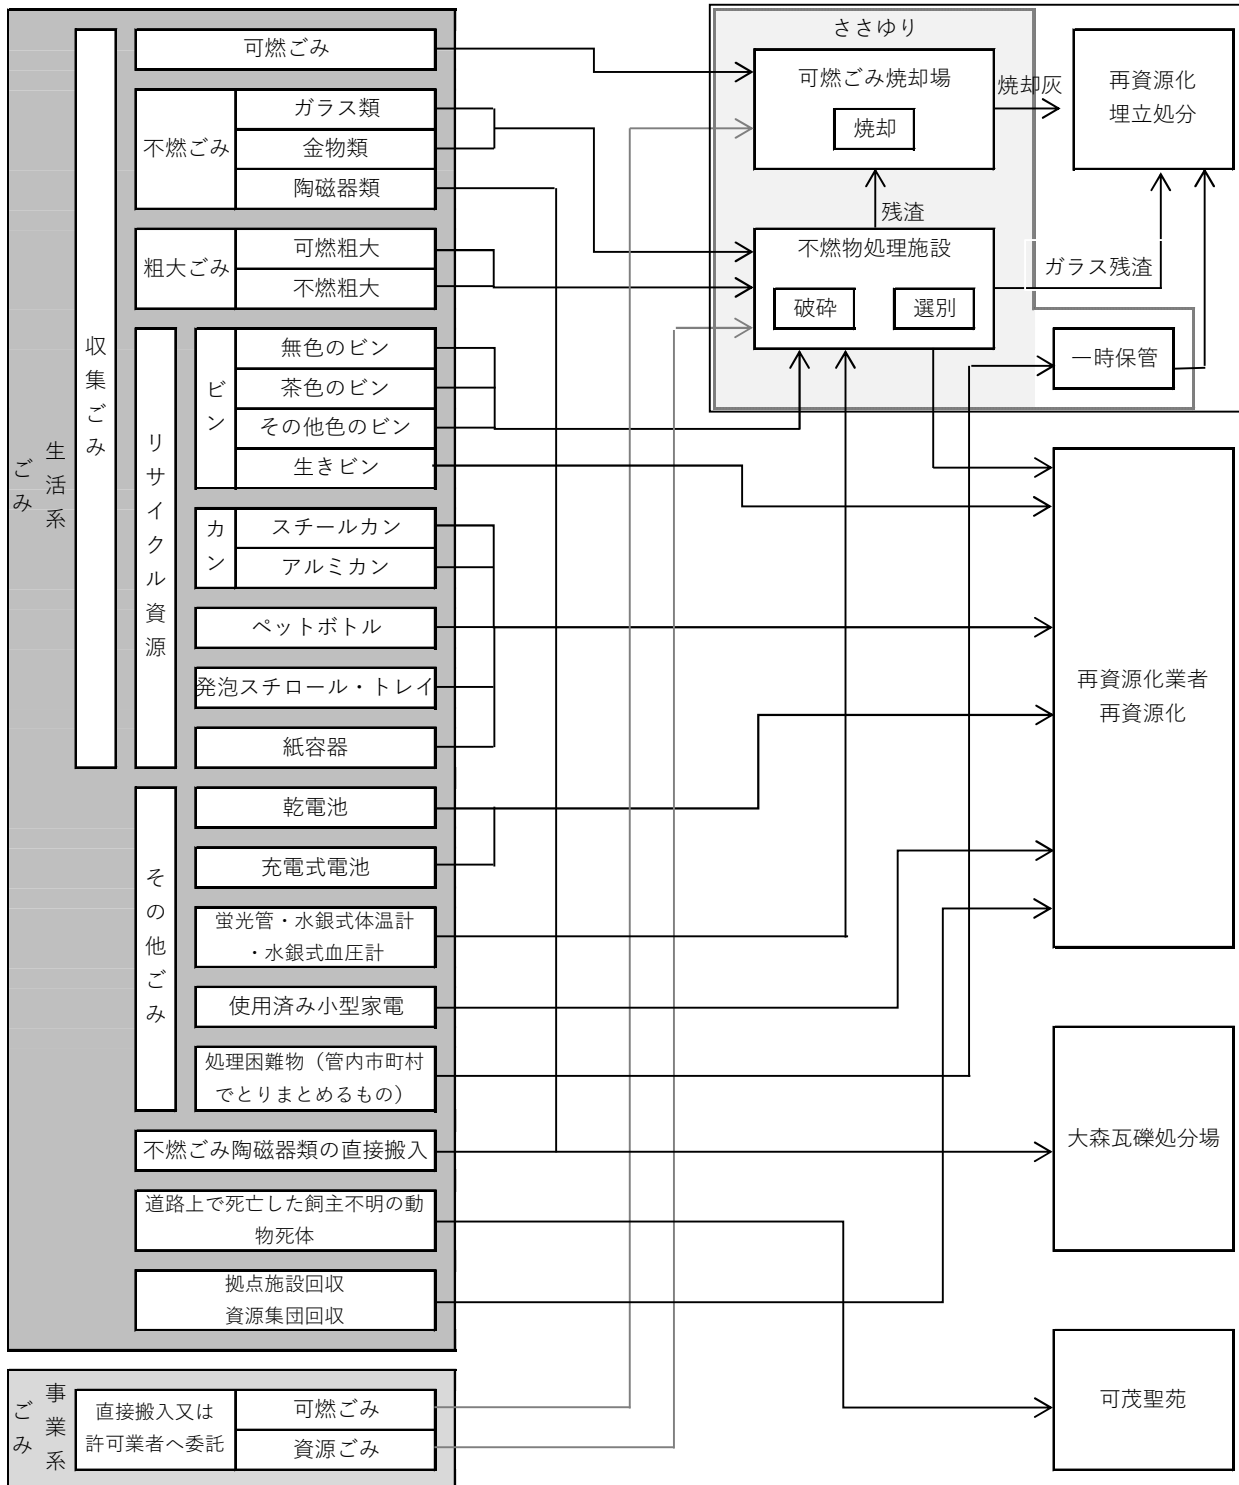 生活系
ごみ
収集ごみ
可燃ごみ
不燃ごみ
ガラス類
金物類
陶磁器類
粗大ごみ
可燃粗大
不燃粗大
リサイクル資源
ビン
無色のビン
茶色のビン
その他色のビン
生きビン
カン
スチールカン
アルミカン
ペットボトル
発泡スチロール・トレイ
紙容器
その他ごみ
乾電池
充電式電池
蛍光管・水銀式体温計
・水銀式血圧計
使用済み小型家電
処理困難物（管内市町村
でとりまとめるもの）
不燃ごみ陶磁器類の直接搬入
道路上で死亡した飼主不明の動
物死体
拠点施設回収
資源集団回収
事業系
ごみ
直接搬入又は
許可業者へ委託
可燃ごみ
資源ごみ
ささゆり
可燃ごみ焼却場
焼却
焼却灰
再資源化
埋立処分
残渣
不燃物処理施設
破砕
選別
ガラス残渣
一時保管
再資源化業者
再資源化
大森瓦礫処分場
可茂聖苑